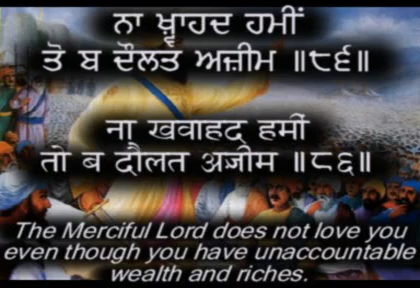 ਨਾ ਖ੍ਵਾਹਦ ਹਮੀਂ
ਤੋ ਬ ਦੌਲਤ ਅਜ਼ੀਮ ॥੮੬॥
ना खवाहद हमीं
तो ब दौलत अज़ीम ॥८६॥
The Merciful Lord does not love you
even though you have unaccountable
wealth and riches.